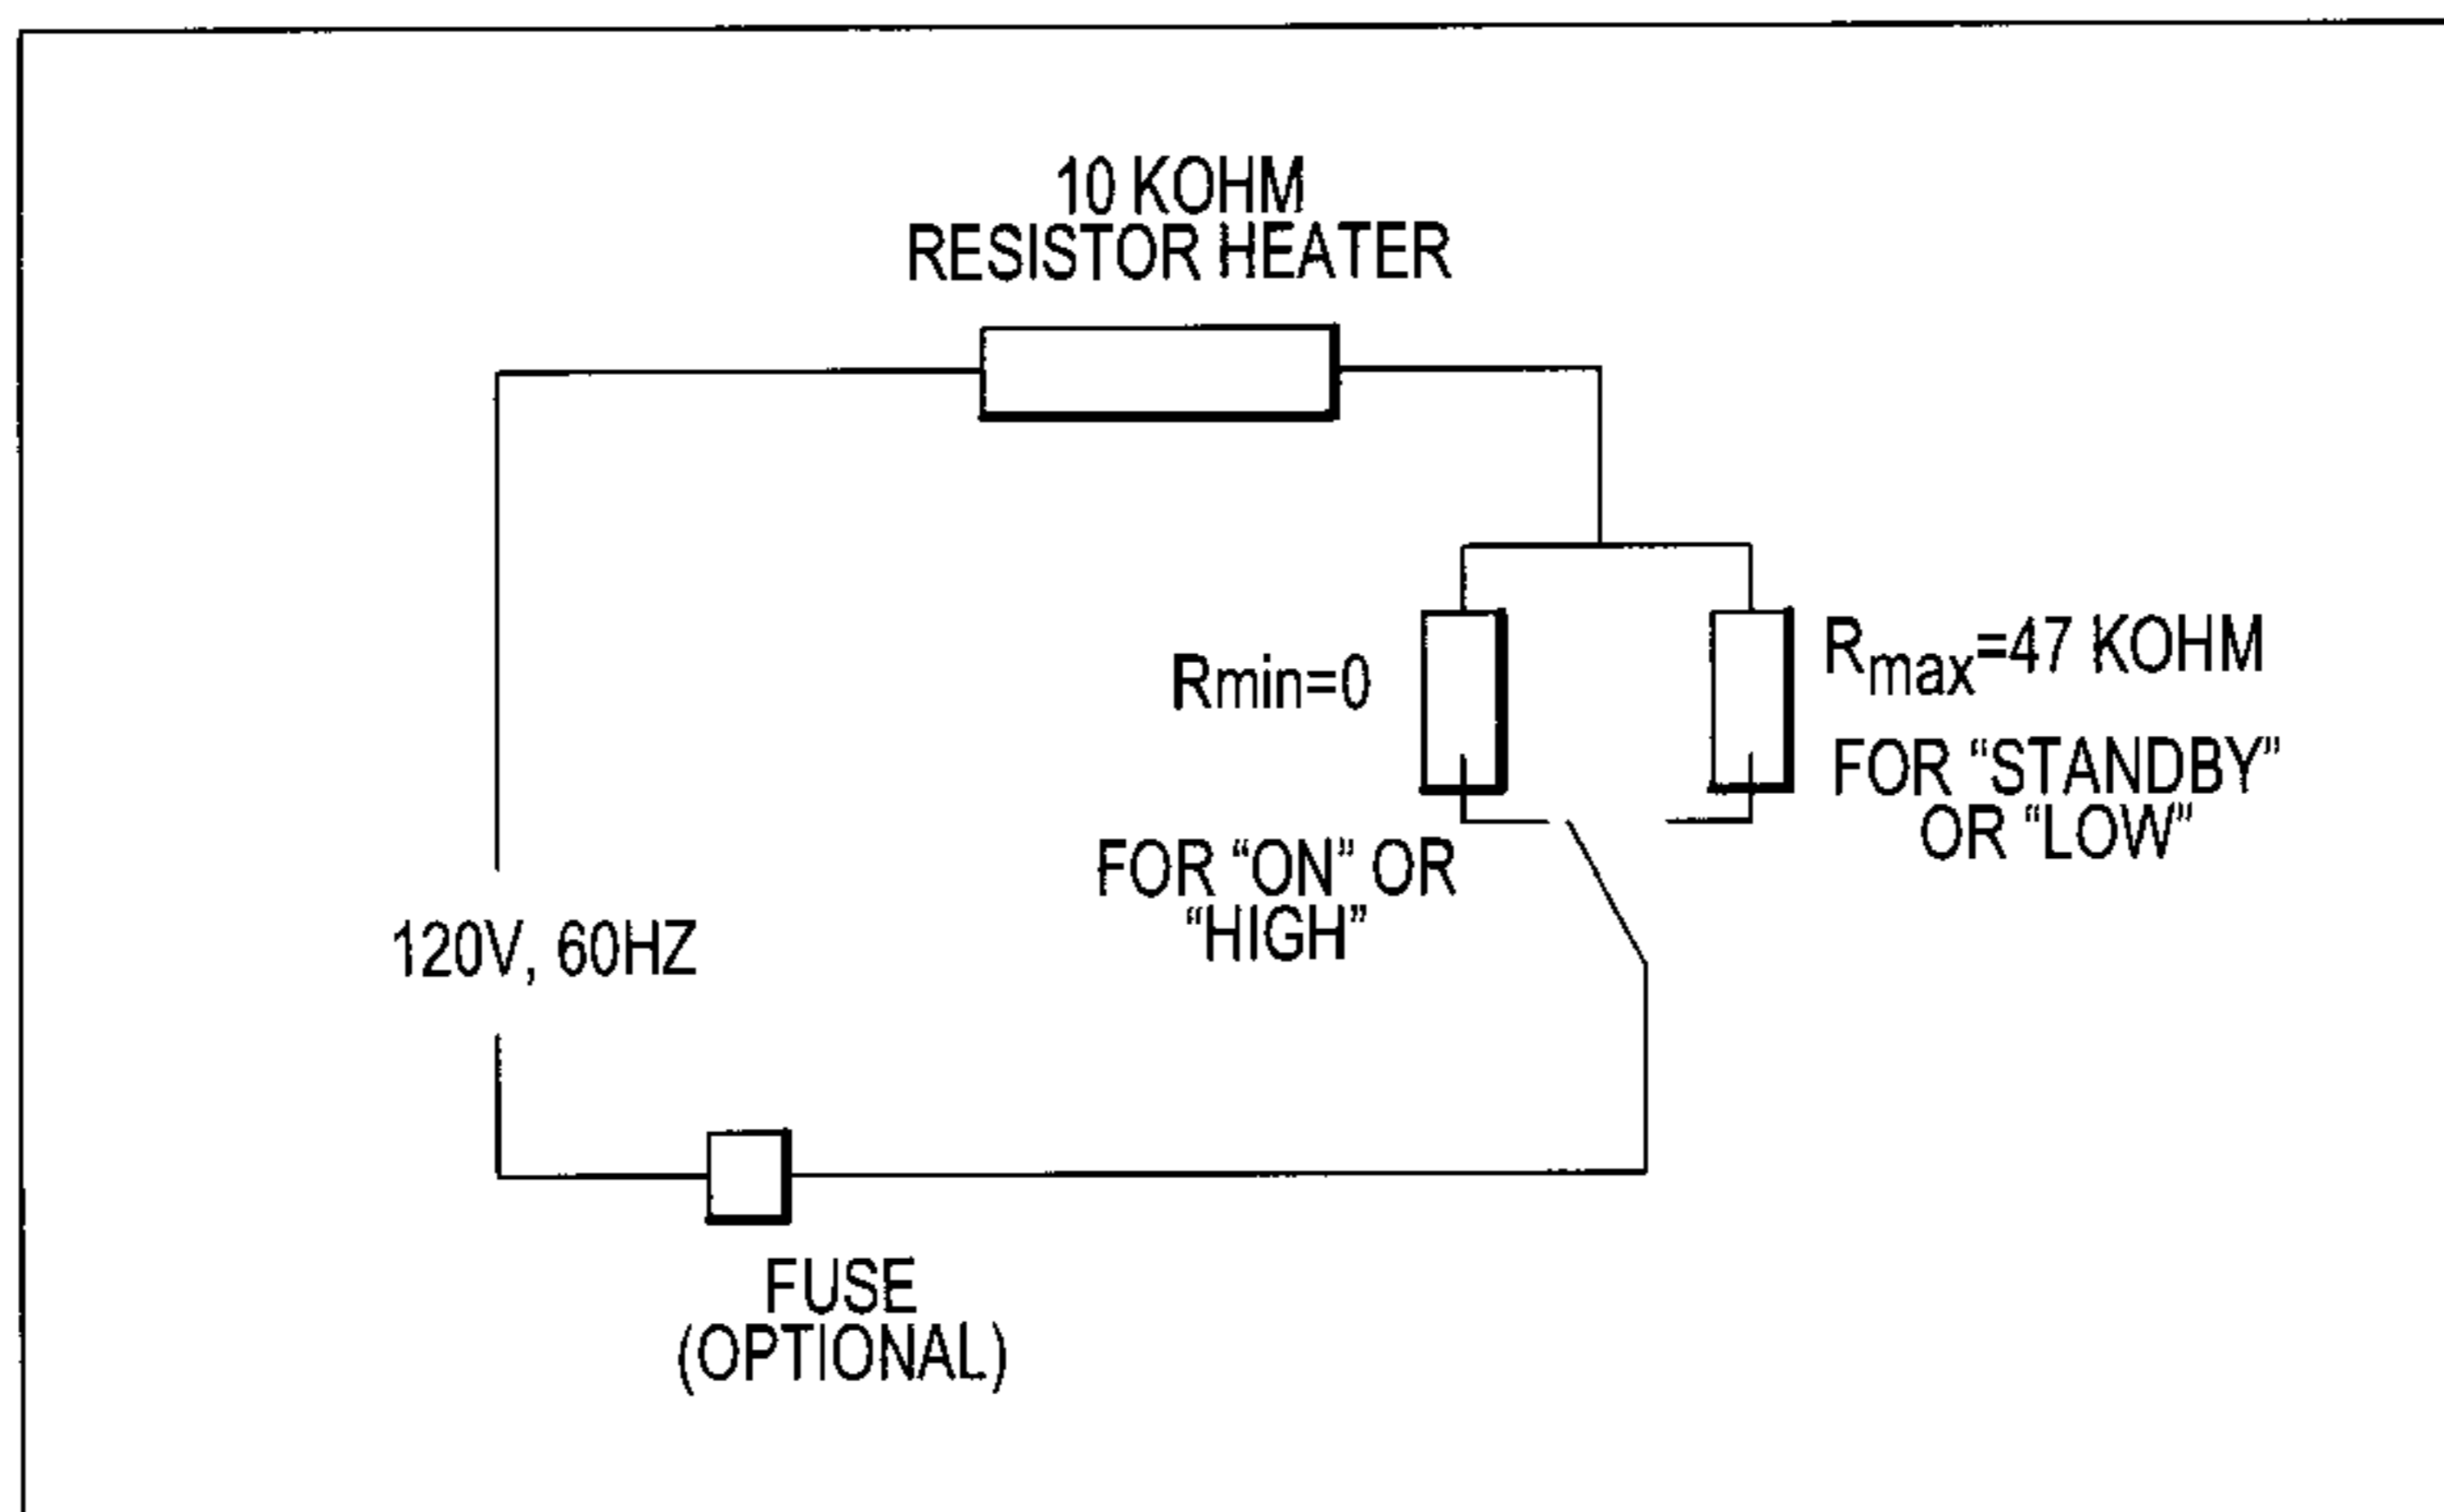 10 KOHM
RESISTOR HEATER
Rmin=0
Rmax=47 KOHM
FOR “STANDBY”
OR “LOW”
FOR “ON” OR
“HIGH”
120V, 60HZ
FUSE
(OPTIONAL)